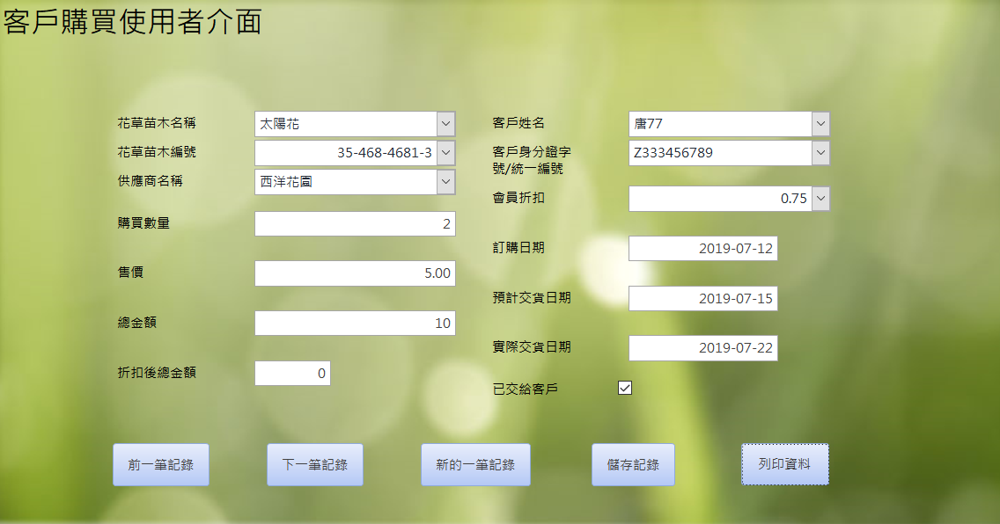 客戶購買使用者介面
花草苗木名稱 太陽花
花草苗木編號 35-468-4681-3
供應商名稱 西洋花圃
購買數量 2
售價 5.00
總金額 10
折扣後總金額 0
客戶姓名 唐77
客戶身分證字
號/統一編號 Z333456789
會員折扣 0.75
訂購日期 2019-07-12
預計交貨日期 2019-07-15
實際交貨日期 2019-07-22
已交給客戶
前一筆記錄 下一筆記錄 新的一筆記錄 儲存記錄 列印資料